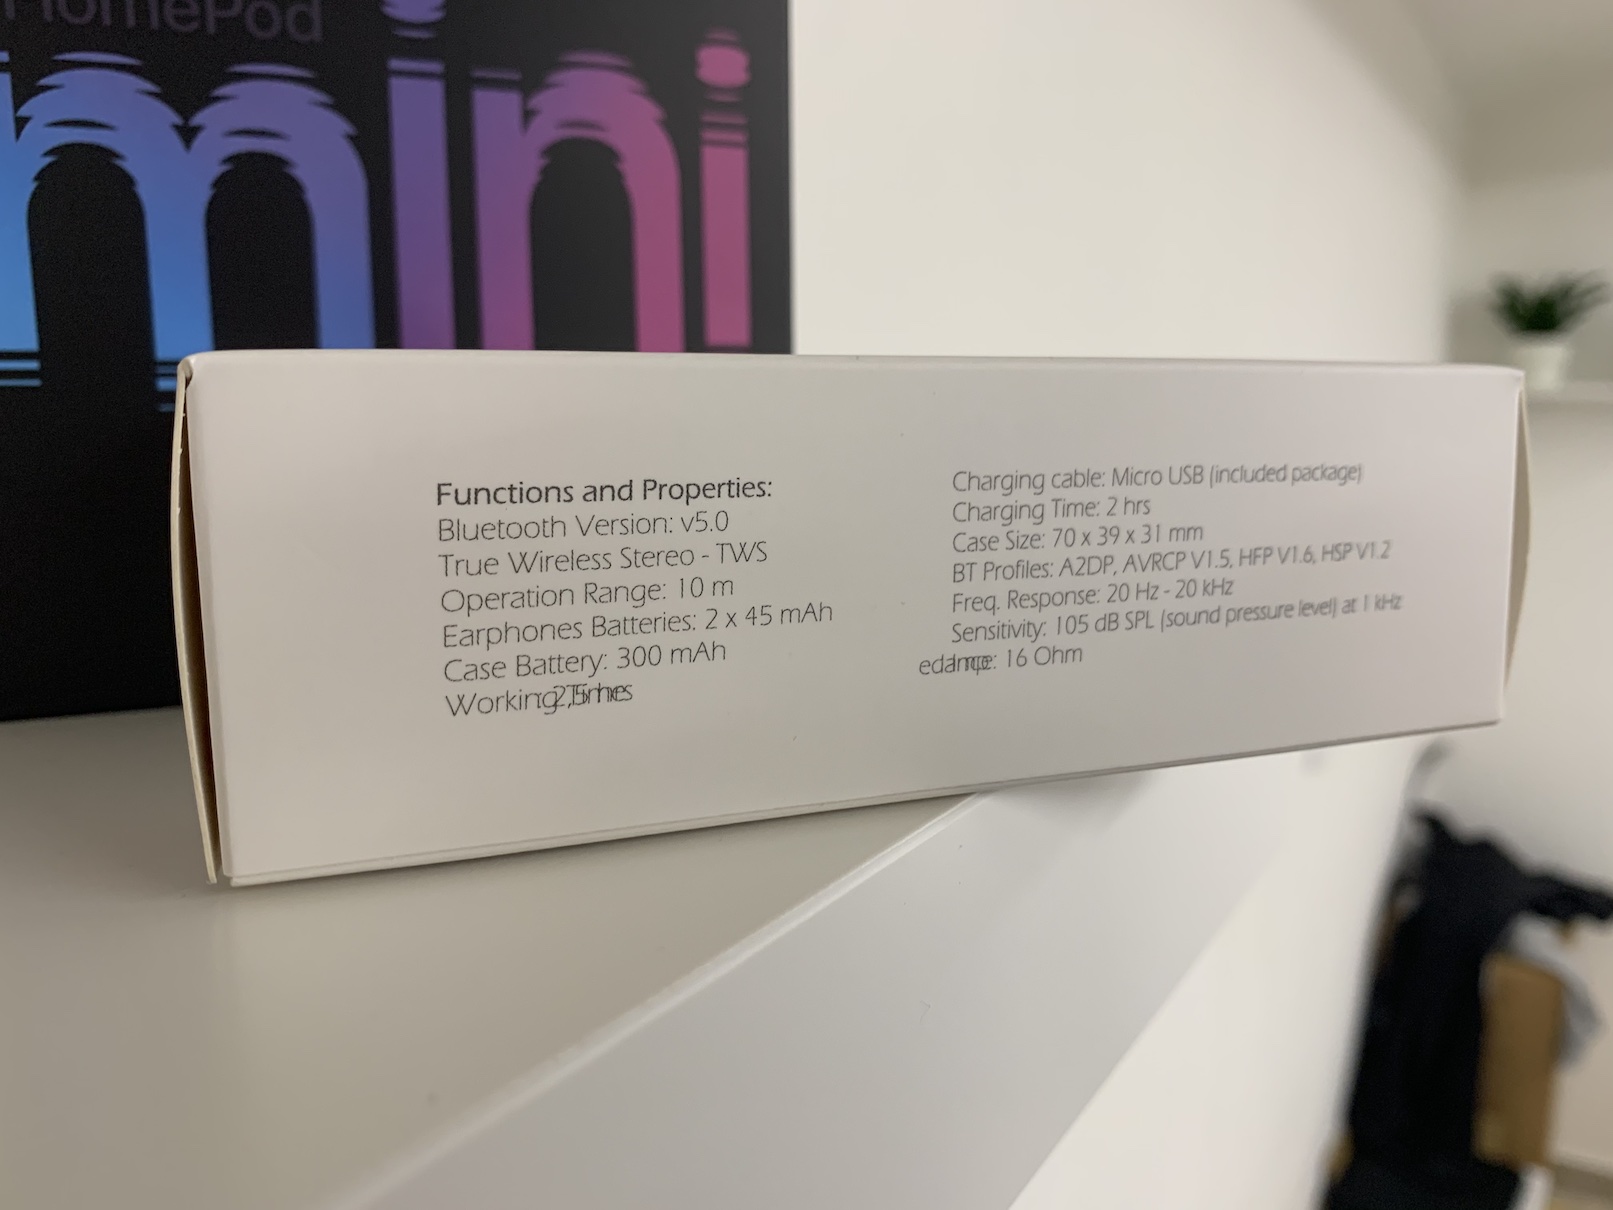 HomePod
mini
Functions and Properties:
Bluetooth Version: v5.0
True Wireless Stereo - TWS
Operation Range: 10 m
Earphones Batteries: 2 x 45 mAh
Case Battery: 300 mAh
Working
Charging cable: Micro USB (included package)
Charging Time: 2 hrs
Case Size: 70 x 39 x 31 mm
BT Profiles: A2DP, AVRCP V1.5, HFP V1.6, HSP V1.2
Freq. Response: 20 Hz - 20 kHz
Sensitivity: 105 dB SPL (sound pressure level) at 1 kHz
16 Ohm